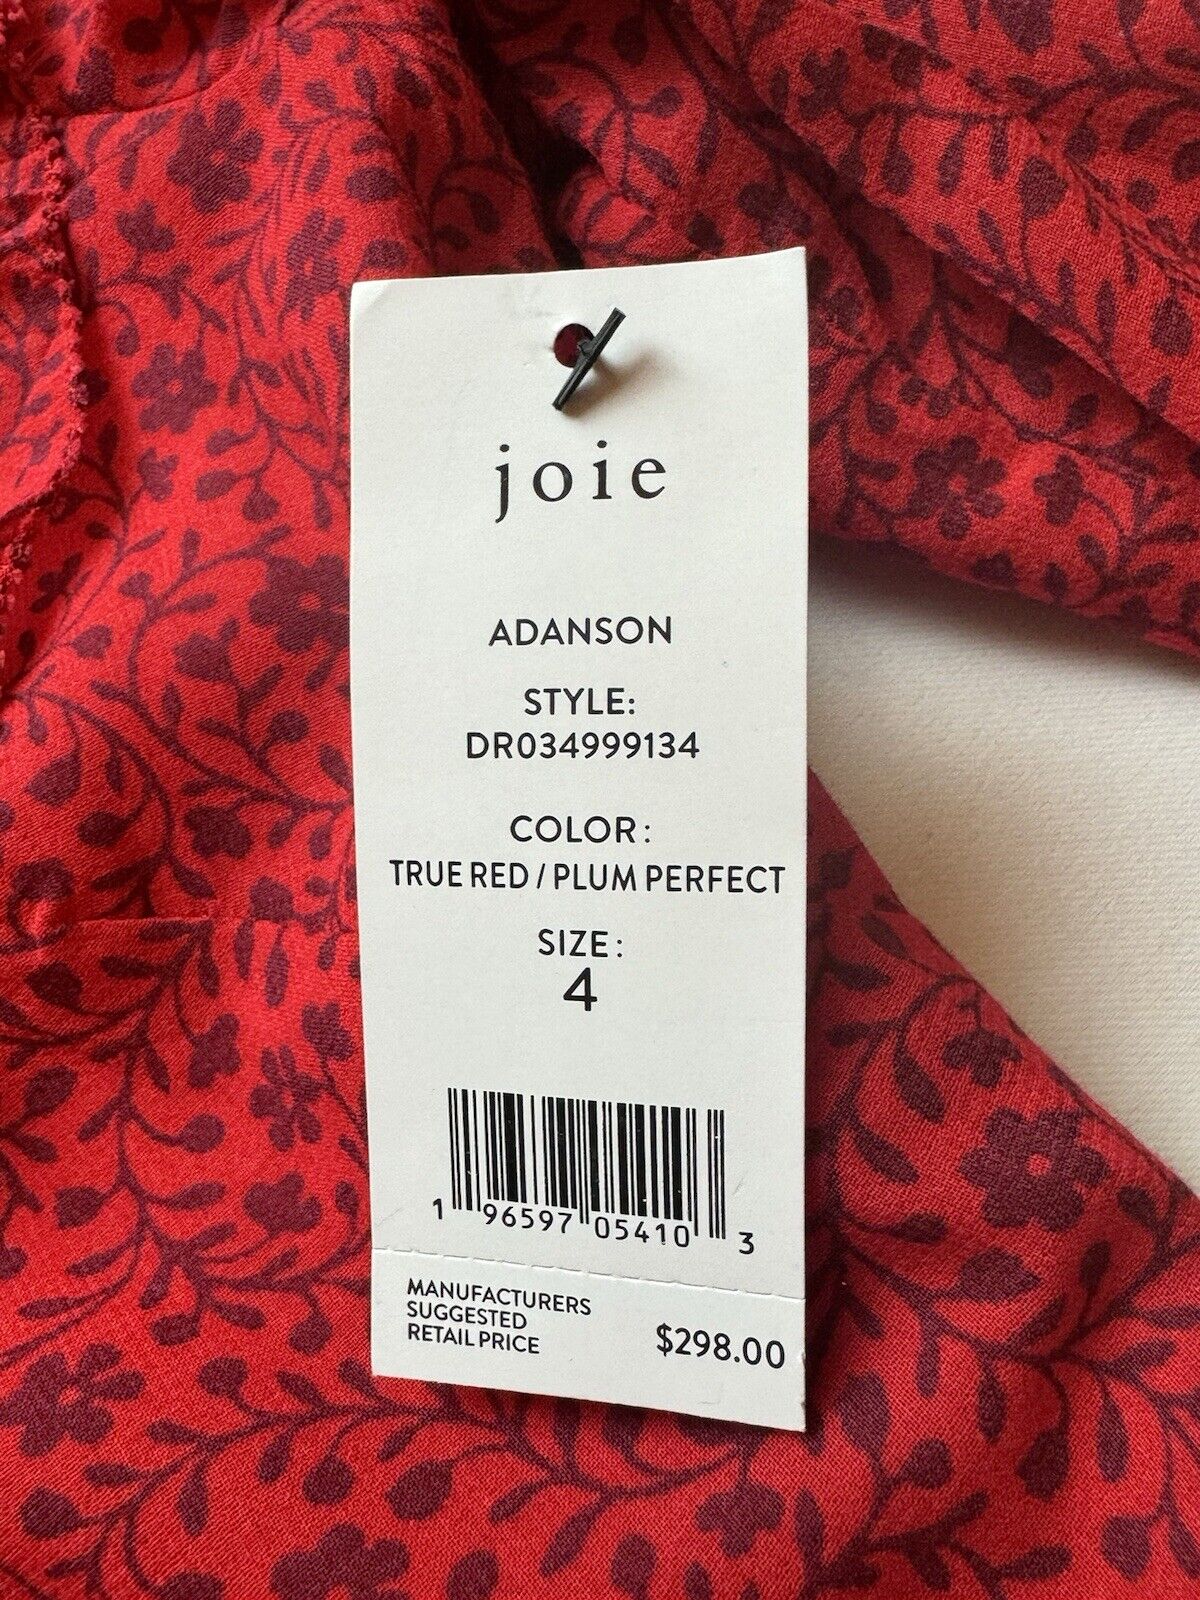 joie
ADANSON
STYLE:
DR034999134
COLOR:
TRUE RED / PLUM PERFECT
SIZE:
4
1 96597 05410 3
MANUFACTURERS
SUGGESTED
RETAIL PRICE
$298.00